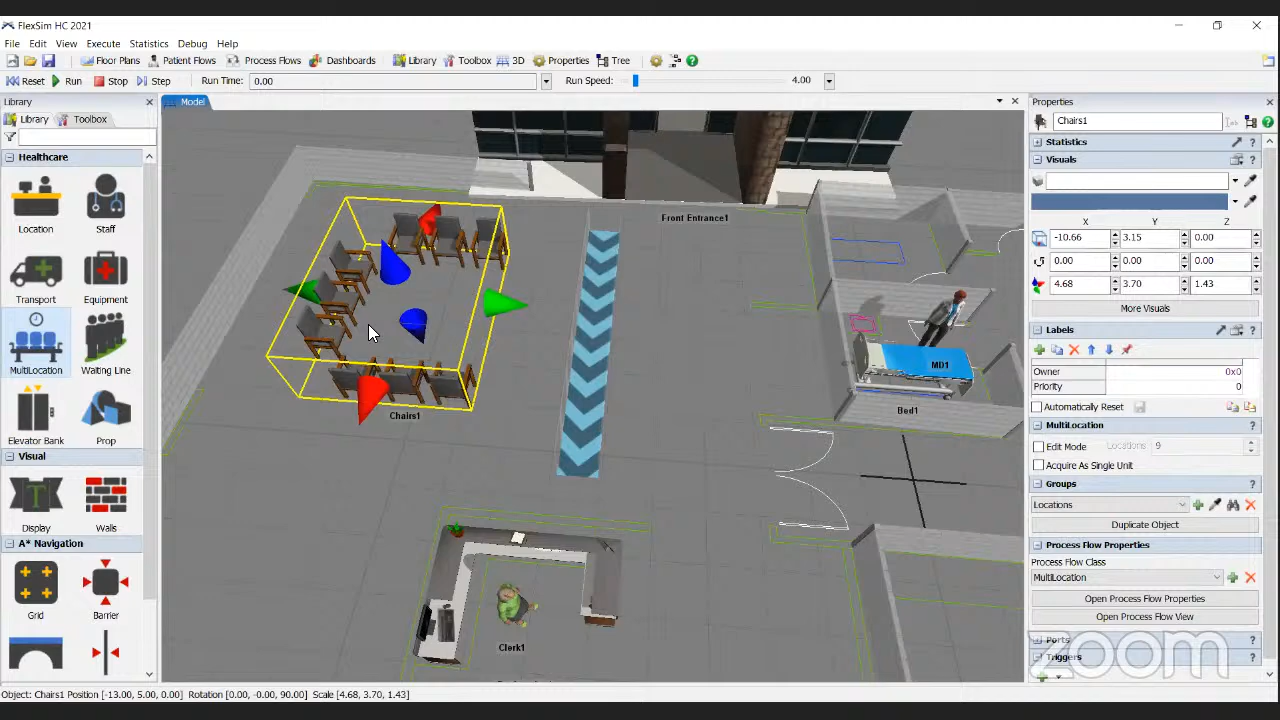 FlexSim HC 2021
File Edit View Execute Statistics Debug Help
Floor Plans Patient Flows Process Flows Dashboards Library Toolbox 3D Properties Tree
Reset Run Stop Step Run Time: 0.00 Run Speed: 4.00
Library
Model
Properties
Library Toolbox
Chairs1
Statistics
Healthcare
Visuals
Location Staff
X Y Z
-10.66 3.15 0.00
0.00 0.00 0.00
4.68 3.70 1.43
Transport Equipment
More Visuals
Labels
MultiLocation Waiting Line
Owner 0x0
Priority 0
Automatically Reset
MultiLocation
Elevator Bank Prop
Edit Mode Locations 9
Acquire As Single Unit
Visual
Groups
Locations
Display Walls
Duplicate Object
A* Navigation
Process Flow Properties
Process Flow Class
MultiLocation
Grid Barrier
Open Process Flow Properties
Open Process Flow View
Ports
Triggers
zoom
Front Entrance1
MD1
Bed1
Chairs1
Clerk1
Object: Chairs1 Position [-13.00, 5.00, 0.00] Rotation [0.00, -0.00, 90.00] Scale [4.68, 3.70, 1.43]